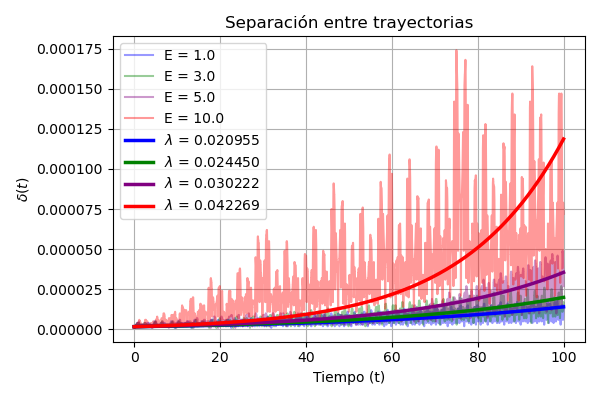 Separación entre trayectorias
δ(t)
0.000175
0.000150
0.000125
0.000100
0.000075
0.000050
0.000025
0.000000
E = 1.0
E = 3.0
E = 5.0
E = 10.0
λ = 0.020955
λ = 0.024450
λ = 0.030222
λ = 0.042269
0 20 40 60 80 100
Tiempo (t)